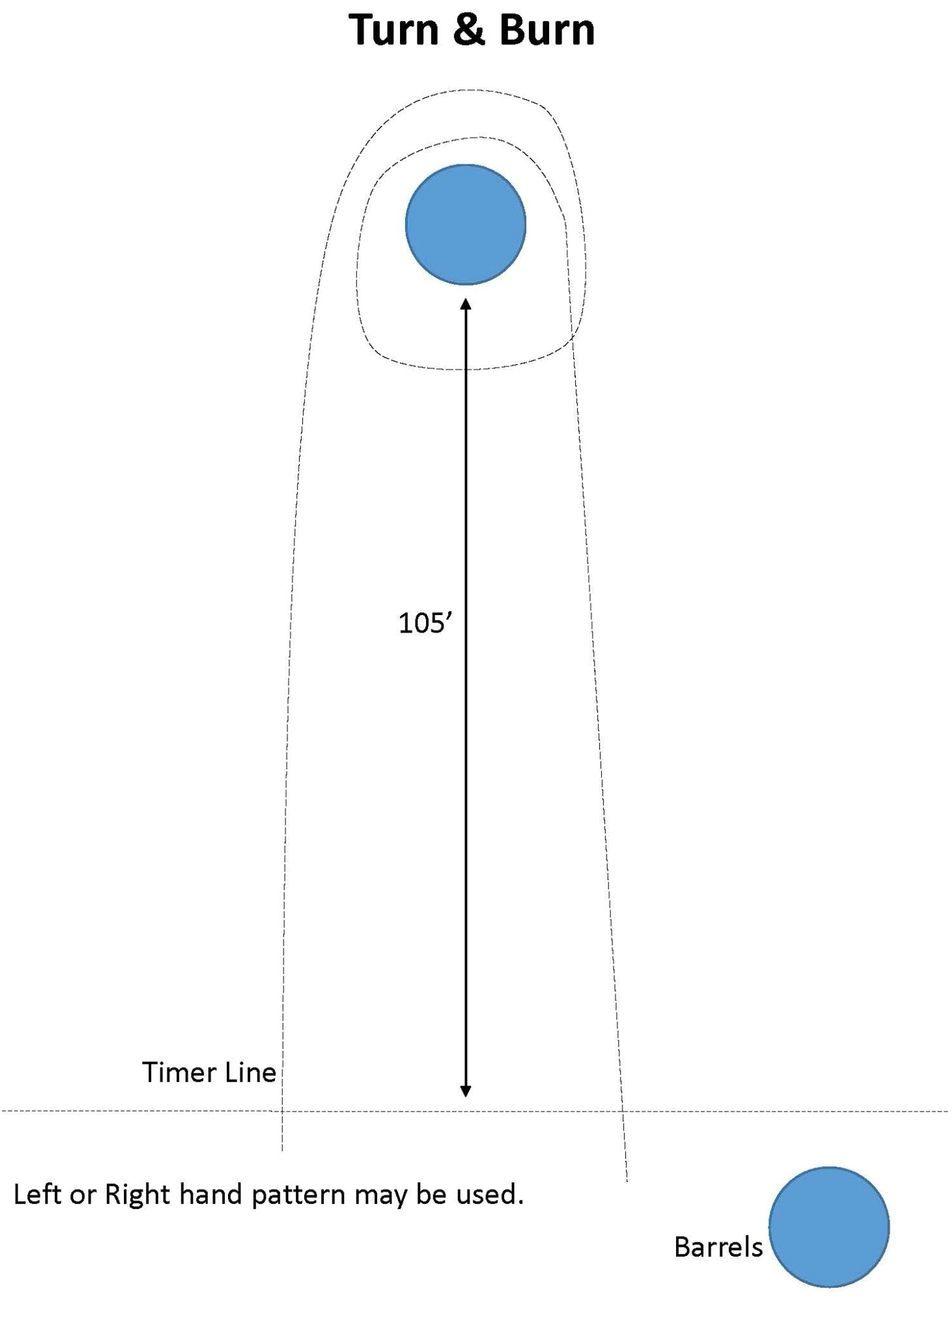 Turn & Burn
105’
Timer Line
Left or Right hand pattern may be used.
Barrels